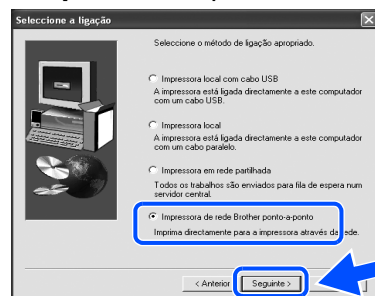 Seleccione a ligação
Seleccione o método de ligação apropriado.
Impressora local com cabo USB
A impressora está ligada directamente a este computador
com um cabo USB.
Impressora local
A impressora está ligada directamente a este computador
com um cabo paralelo.
Impressora em rede partilhada
Todos os trabalhos são enviados para fila de espera num
servidor central.
Impressora de rede Brother ponto-a-ponto
Imprima directamente para a impressora através da rede.
< Anterior Seguinte >